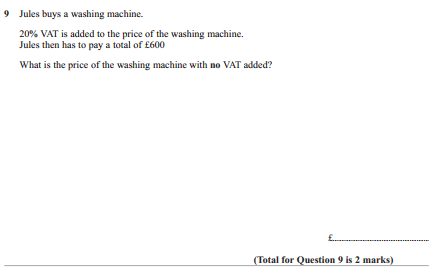 9 Jules buys a washing machine.
20% VAT is added to the price of the washing machine.
Jules then has to pay a total of £600
What is the price of the washing machine with no VAT added?
£..............................................
(Total for Question 9 is 2 marks)